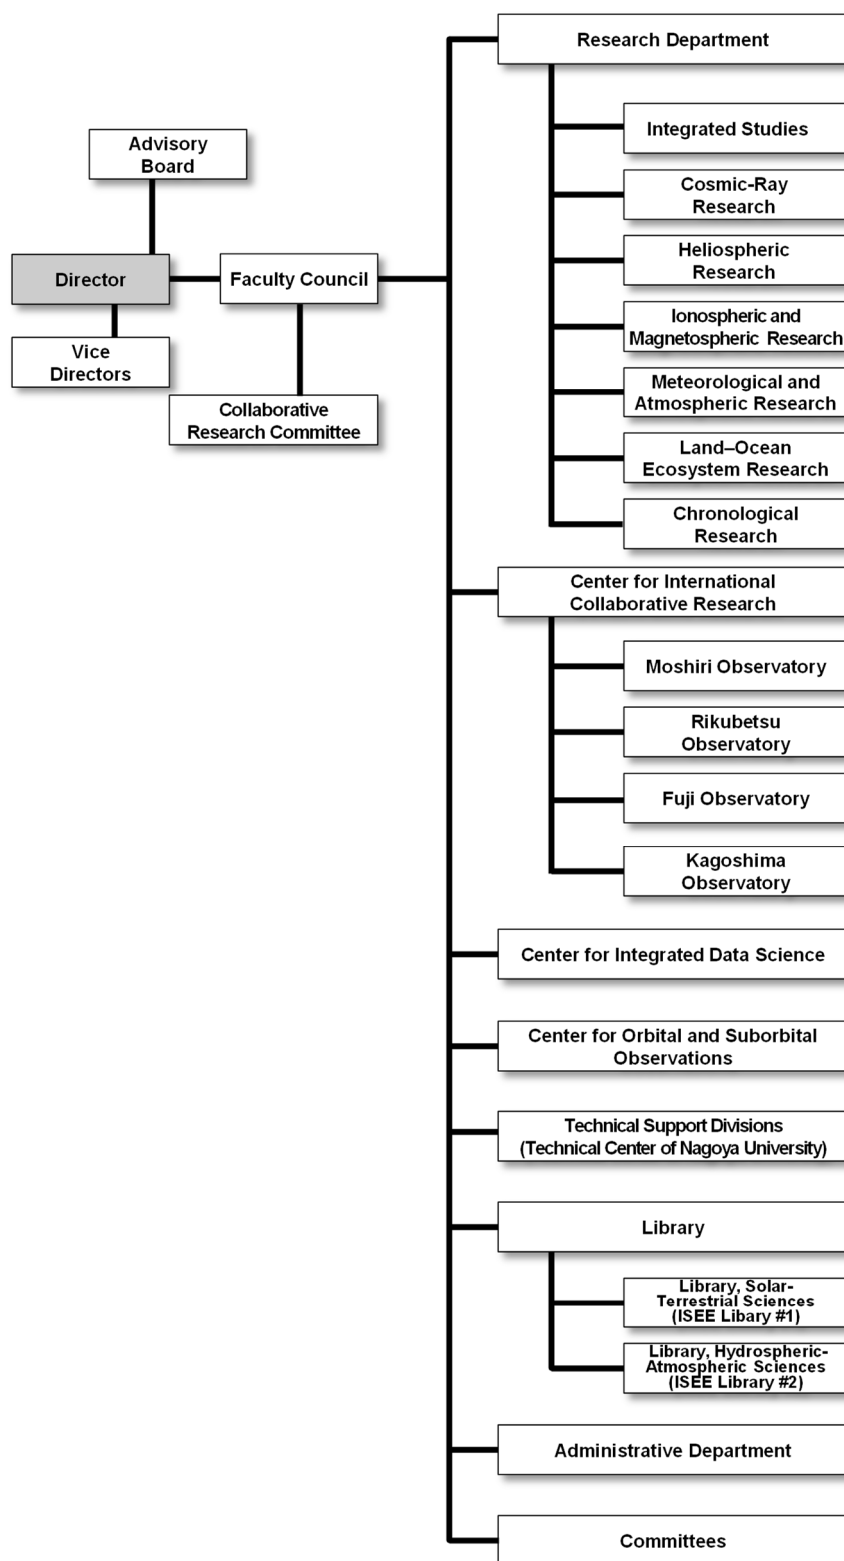 Research Department
Integrated Studies
Advisory
Board
Cosmic-Ray
Research
Director
Faculty Council
Heliospheric
Research
Ionospheric and
Magnetospheric Research
Vice
Directors
Meteorological and
Atmospheric Research
Collaborative
Research Committee
Land–Ocean
Ecosystem Research
Chronological
Research
Center for International
Collaborative Research
Moshiri Observatory
Rikubetsu
Observatory
Fuji Observatory
Kagoshima
Observatory
Center for Integrated Data Science
Center for Orbital and Suborbital
Observations
Technical Support Divisions
(Technical Center of Nagoya University)
Library
Library, Solar-
Terrestrial Sciences
(ISEE Libary #1)
Library, Hydrospheric-
Atmospheric Sciences
(ISEE Library #2)
Administrative Department
Committees